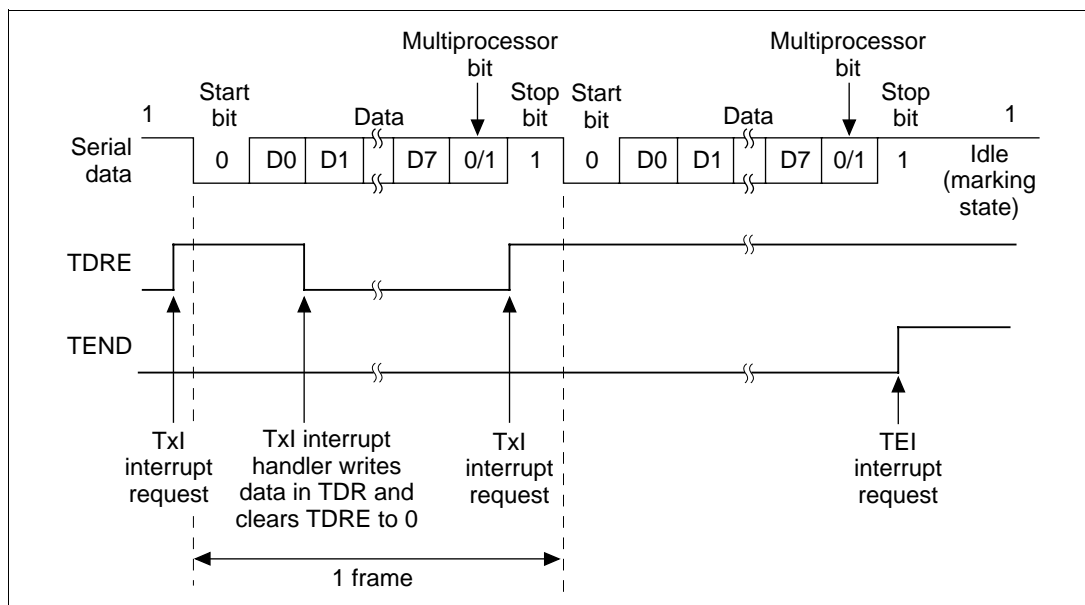 Multiprocessor bit
Multiprocessor bit
1
Start bit
Data
Stop bit
Start bit
Data
Stop bit
1
Serial data
0 D0 D1 D7 0/1 1 0 D0 D1 D7 0/1 1
Idle (marking state)
TDRE
TEND
TxI interrupt request
TxI interrupt handler writes data in TDR and clears TDRE to 0
TxI interrupt request
TEI interrupt request
1 frame